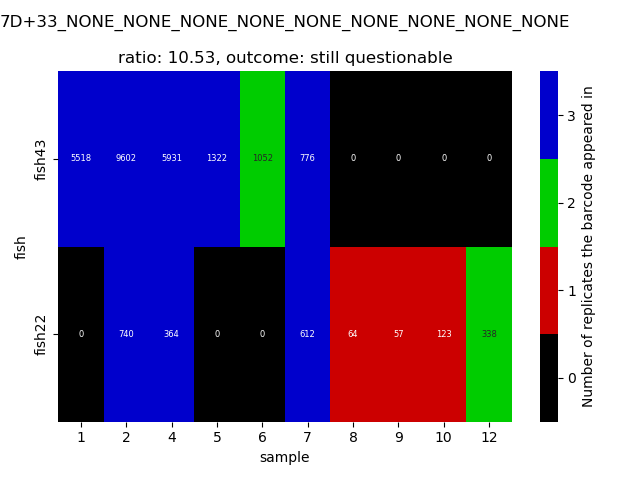 7D+33_NONE_NONE_NONE_NONE_NONE_NONE_NONE_NONE_NONE
ratio: 10.53, outcome: still questionable
fish43
5518 9602 5931 1322 1052 776 0 0 0 0
fish22
0 740 364 0 0 612 64 57 123 338
fish
1 2 4 5 6 7 8 9 10 12
sample
3
2
1
0
Number of replicates the barcode appeared in